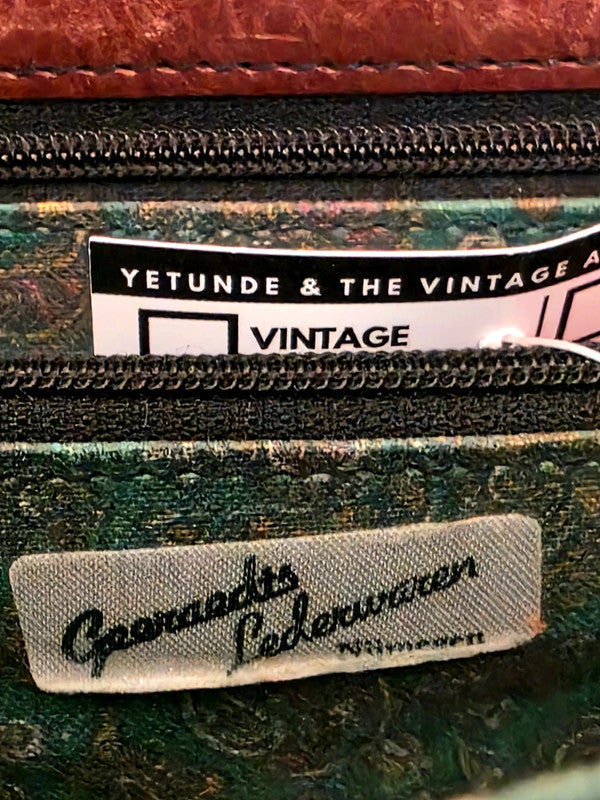 YETUNDE & THE VINTAGE A
VINTAGE
Geeraedts
Lederwaren